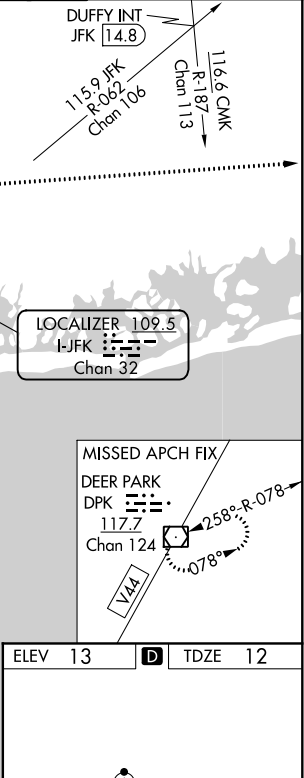 DUFFY INT
JFK 14.8
115.9 JFK
R-062
Chan 106
116.6 CMK
R-187
Chan 113
LOCALIZER 109.5
I-JFK
Chan 32
MISSED APCH FIX
DEER PARK
DPK
117.7
Chan 124
258°
R-078
078°
V44
ELEV 13 D TDZE 12